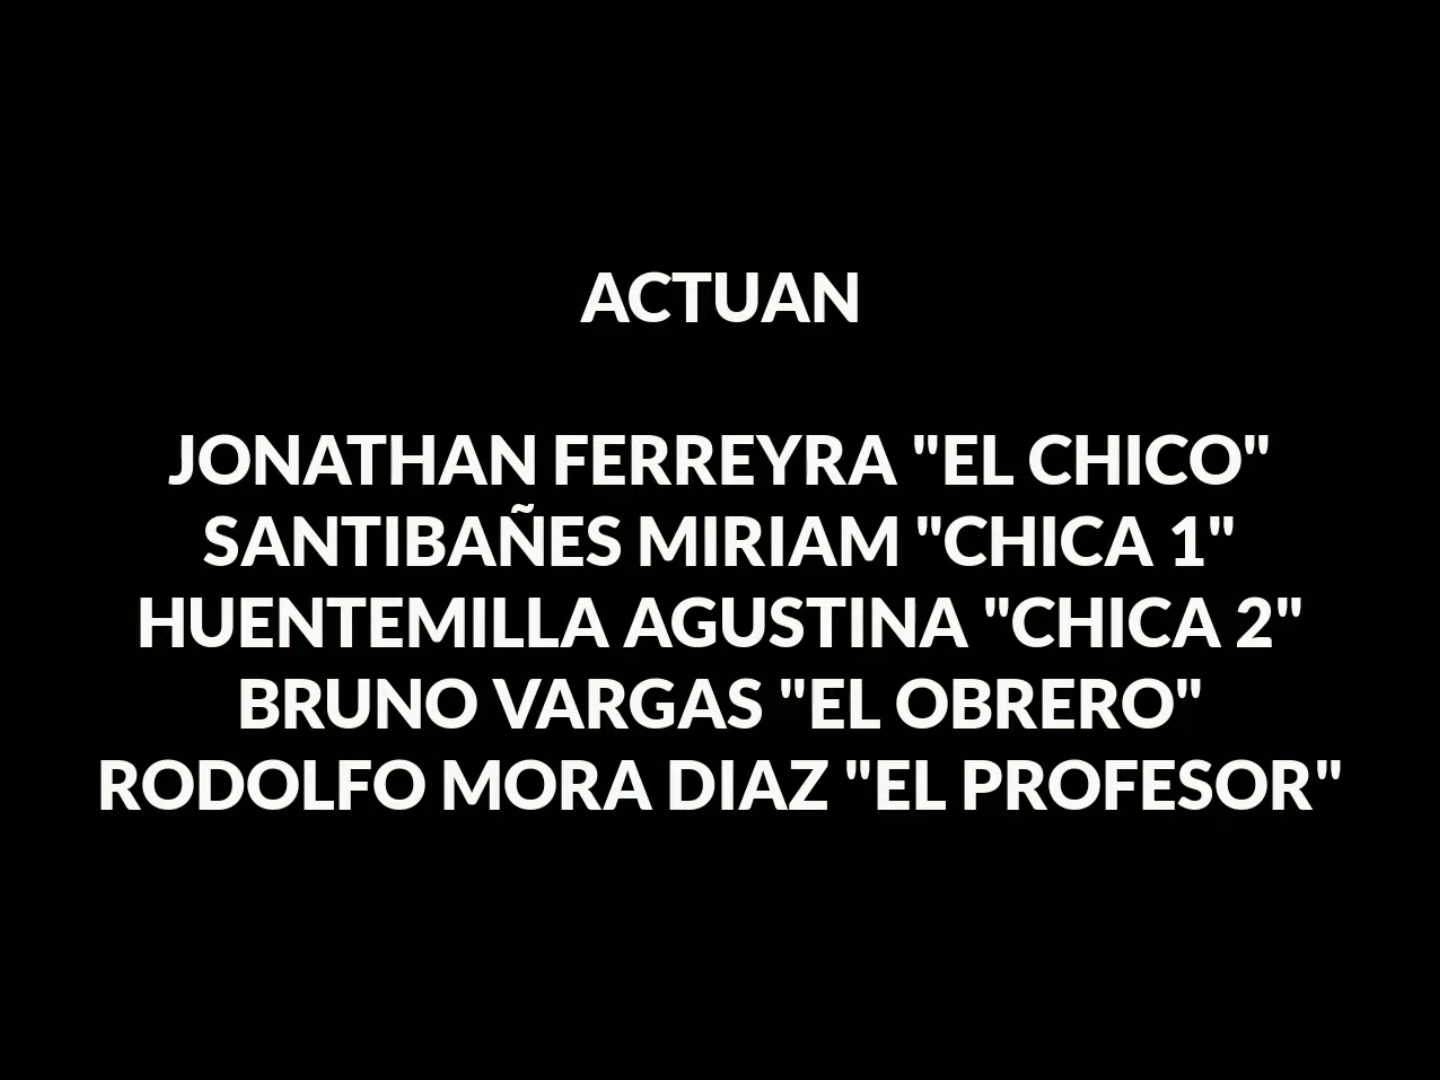 ACTUAN
JONATHAN FERREYRA "EL CHICO"
SANTIBAÑES MIRIAM "CHICA 1"
HUENTEMILLA AGUSTINA "CHICA 2"
BRUNO VARGAS "EL OBRERO"
RODOLFO MORA DIAZ "EL PROFESOR"